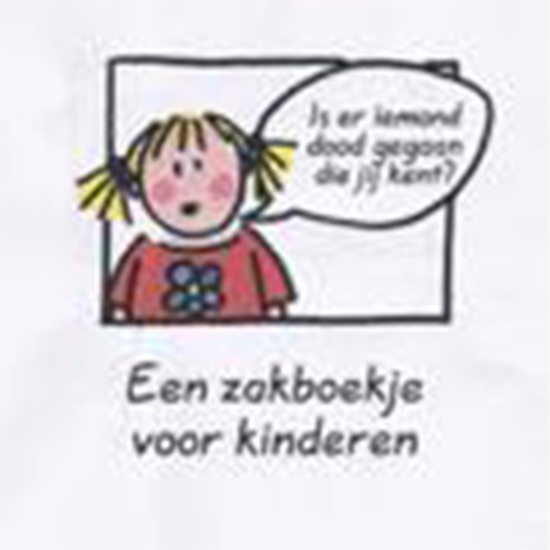 Is er iemand
dood gegaan
die jij kent?
Een zakboekje
voor kinderen